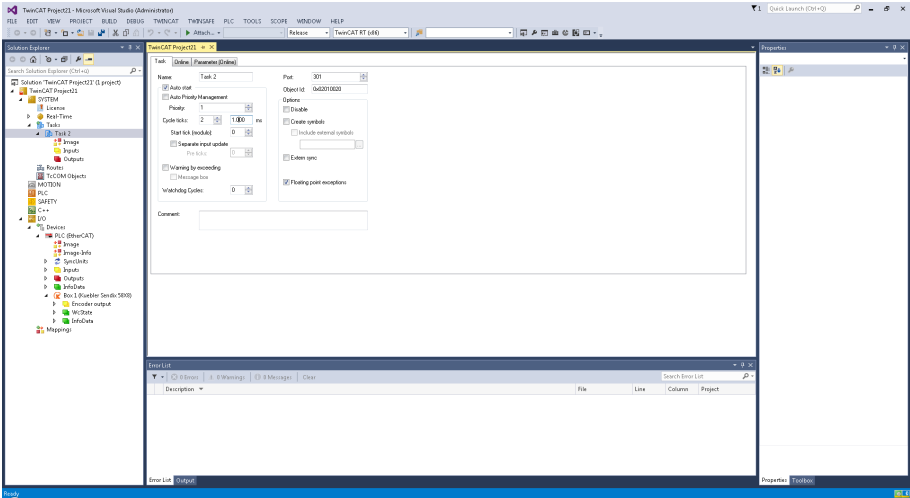 TwinCAT Project21 - Microsoft Visual Studio (Administrator)
1 Quick Launch (Ctrl+Q)
FILE EDIT VIEW PROJECT BUILD DEBUG TWINCAT TWINSAFE PLC TOOLS SCOPE WINDOW HELP
Attach... Release TwinCAT RT (x86)
Solution Explorer
Search Solution Explorer (Ctrl+ü)
Solution 'TwinCAT Project21' (1 project)
TwinCAT Project21
SYSTEM
License
Real-Time
Tasks
Task 2
Image
Inputs
Outputs
Routes
TcCOM Objects
MOTION
PLC
SAFETY
C++
I/O
Devices
PLC (EtherCAT)
Image
Image-Info
SyncUnits
Inputs
Outputs
InfoData
Box 1 (Kuebler Sendix 58X8)
Encoder output
WcState
InfoData
Mappings
TwinCAT Project21
Task Online Parameter (Online)
Name: Task 2 Port: 301
Auto start Object Id: 0x02010020
Auto Priority Management Options
Priority: 1 Disable
Cycle ticks: 2 1.000 ms Create symbols
Start tick (modulo): 0 Include external symbols
Separate input update
Pre ticks: 0 Extern sync
Warning by exceeding
Message box Floating point exceptions
Watchdog Cycles: 0
Comment:
Error List
0 Errors 0 Warnings 0 Messages Clear Search Error List
Description File Line Column Project
Error List Output
Properties
Properties Toolbox
Ready